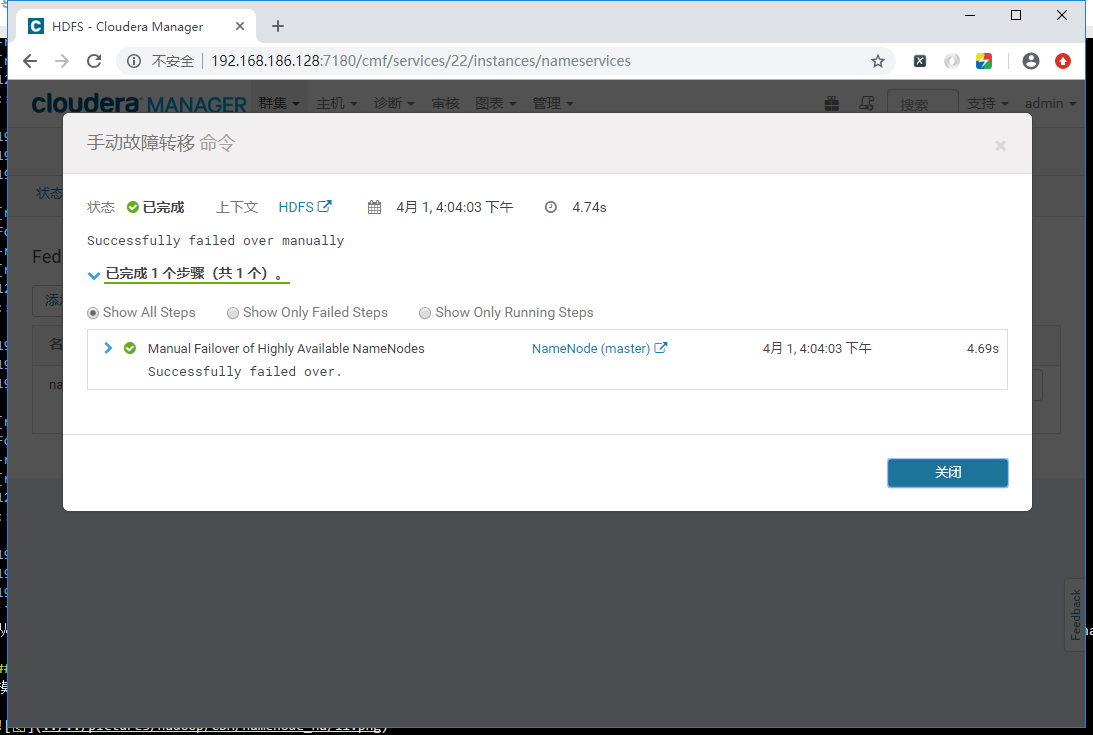 HDFS - Cloudera Manager
不安全 192.168.186.128:7180/cmf/services/22/instances/nameservices
cloudera MANAGER 群集 主机 诊断 审核 图表 管理 搜索 支持 admin
手动故障转移 命令
状态
状态 已完成 上下文 HDFS 4月 1, 4:04:03 下午 4.74s
Successfully failed over manually
Fed
已完成 1 个步骤（共 1 个）。
添加
Show All Steps Show Only Failed Steps Show Only Running Steps
名
Manual Failover of Highly Available NameNodes NameNode (master) 4月 1, 4:04:03 下午 4.69s
Successfully failed over.
na
关闭
Feedback